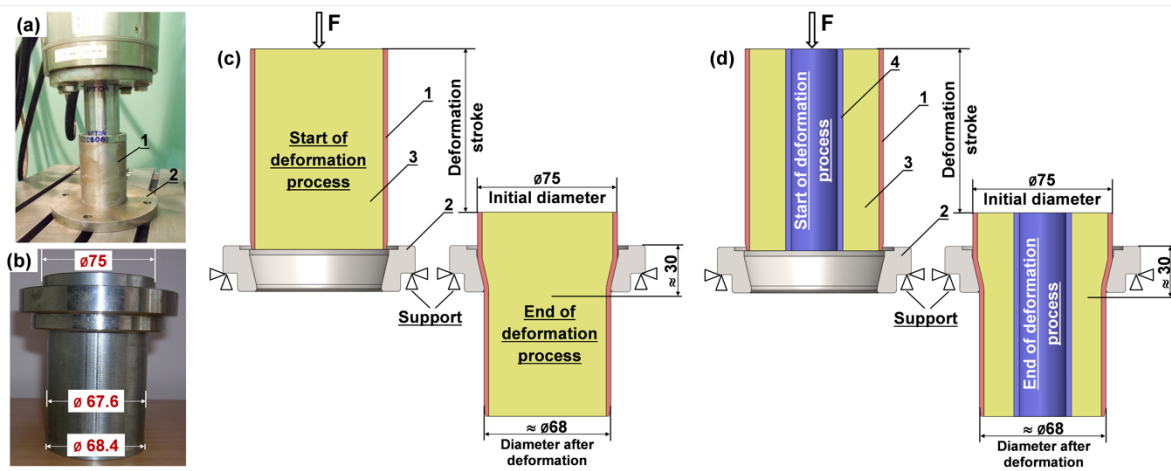 (a)
1
2
(b)
ø75
ø 67.6
ø 68.4
(c)
F
1
Start of
deformation
process
3
Deformation
stroke
ø75
Initial diameter
2
≈ 30
Support
End of
deformation
process
≈ ø68
Diameter after
deformation
(d)
F
4
Start of deformation
process
1
3
Deformation
stroke
ø75
Initial diameter
2
≈ 30
Support
End of deformation
process
≈ ø68
Diameter after
deformation